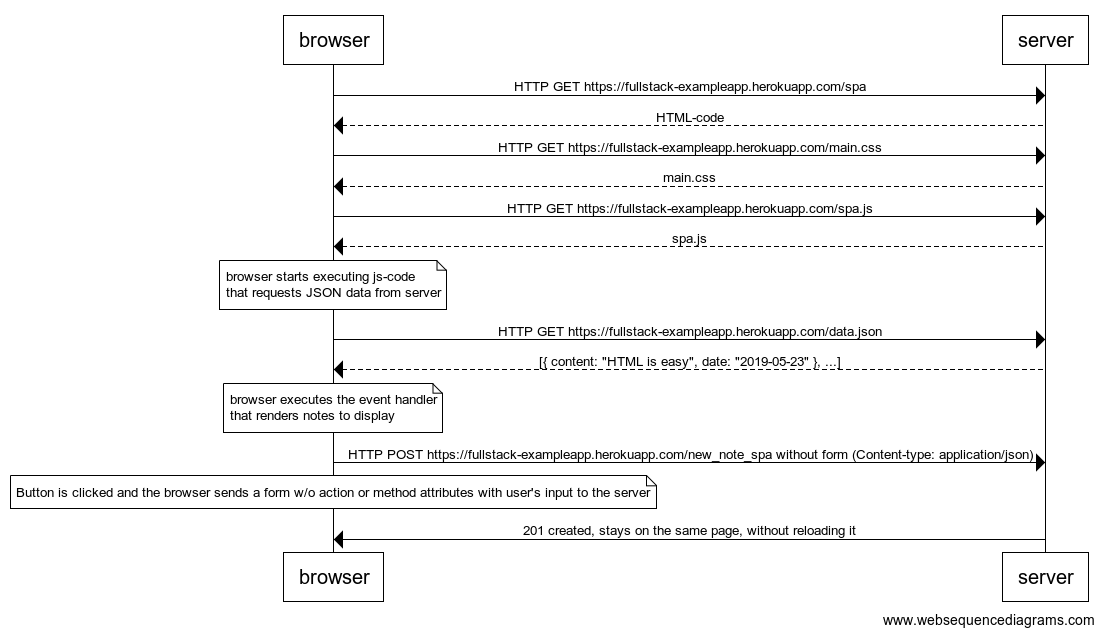 browser
server
HTTP GET https://fullstack-exampleapp.herokuapp.com/spa
HTML-code
HTTP GET https://fullstack-exampleapp.herokuapp.com/main.css
main.css
HTTP GET https://fullstack-exampleapp.herokuapp.com/spa.js
spa.js
browser starts executing js-code
that requests JSON data from server
HTTP GET https://fullstack-exampleapp.herokuapp.com/data.json
[{ content: "HTML is easy", date: "2019-05-23" }, ...]
browser executes the event handler
that renders notes to display
HTTP POST https://fullstack-exampleapp.herokuapp.com/new_note_spa without form (Content-type: application/json)
Button is clicked and the browser sends a form w/o action or method attributes with user's input to the server
201 created, stays on the same page, without reloading it
browser
server
www.websequencediagrams.com